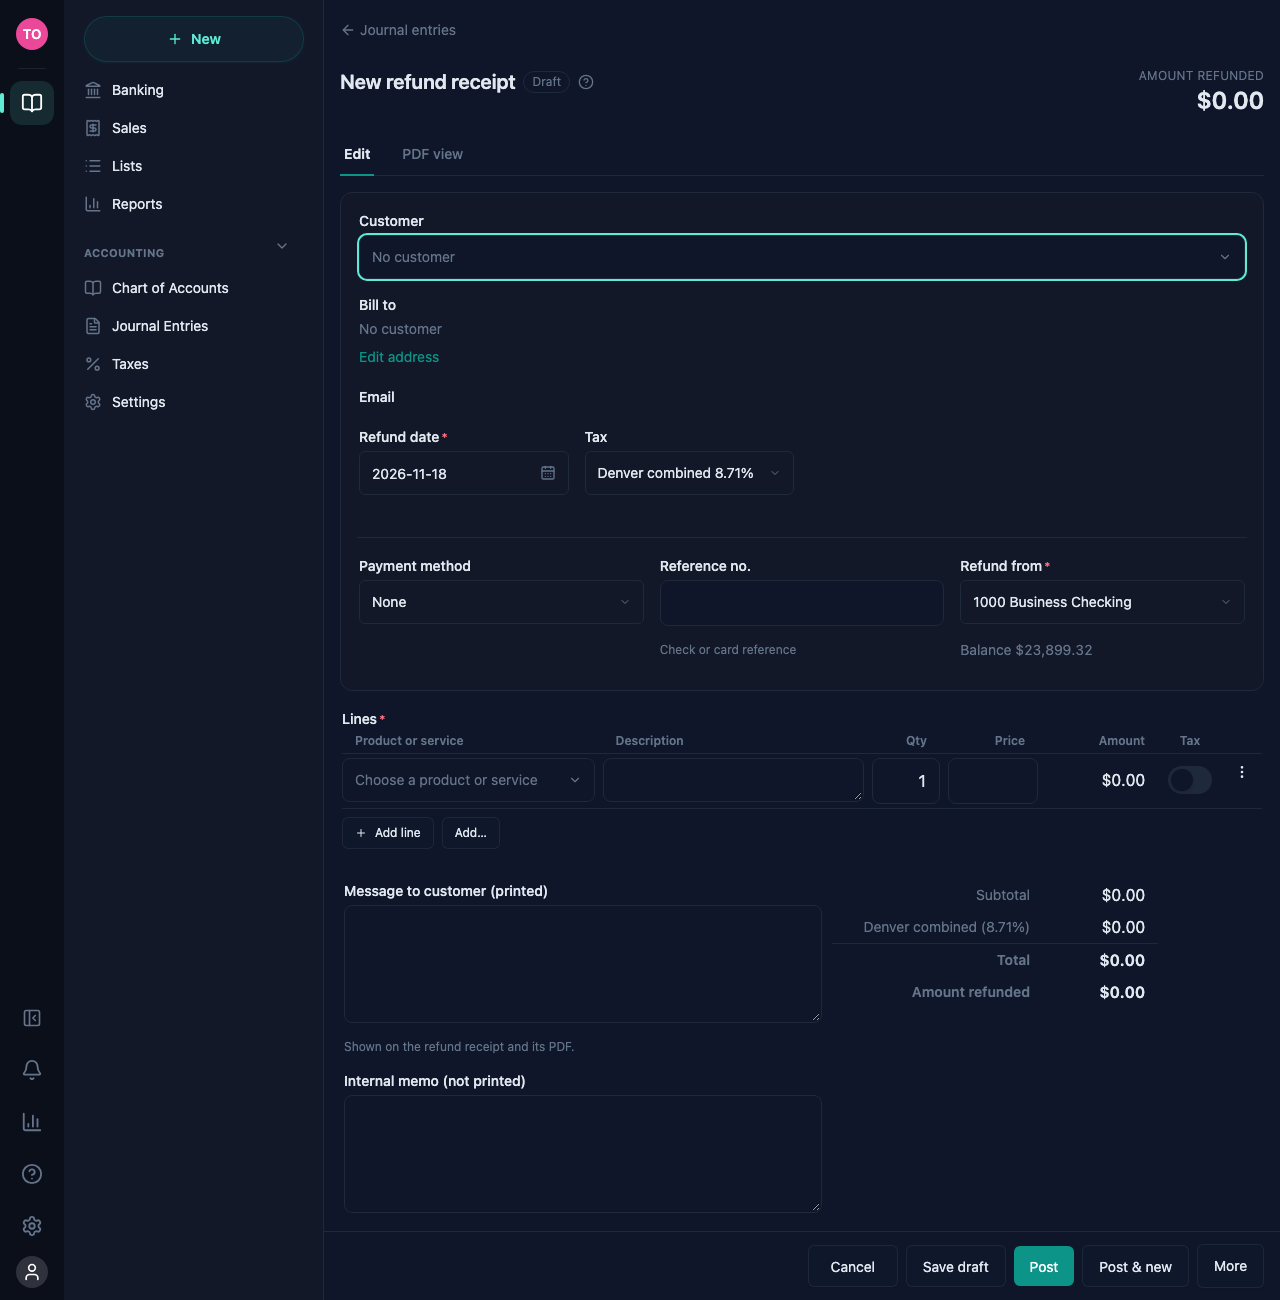 TO
New
Banking
Sales
Lists
Reports
ACCOUNTING
Chart of Accounts
Journal Entries
Taxes
Settings
Journal entries
New refund receipt
Draft
AMOUNT REFUNDED
$0.00
Edit
PDF view
Customer
No customer
Bill to
No customer
Edit address
Email
Refund date*
Tax
2026-11-18
Denver combined 8.71%
Payment method
Reference no.
Refund from*
None
1000 Business Checking
Check or card reference
Balance $23,899.32
Lines*
Product or service
Description
Qty
Price
Amount
Tax
Choose a product or service
1
$0.00
Add line
Add...
Message to customer (printed)
Subtotal
$0.00
Denver combined (8.71%)
$0.00
Total
$0.00
Amount refunded
$0.00
Shown on the refund receipt and its PDF.
Internal memo (not printed)
Cancel
Save draft
Post
Post & new
More